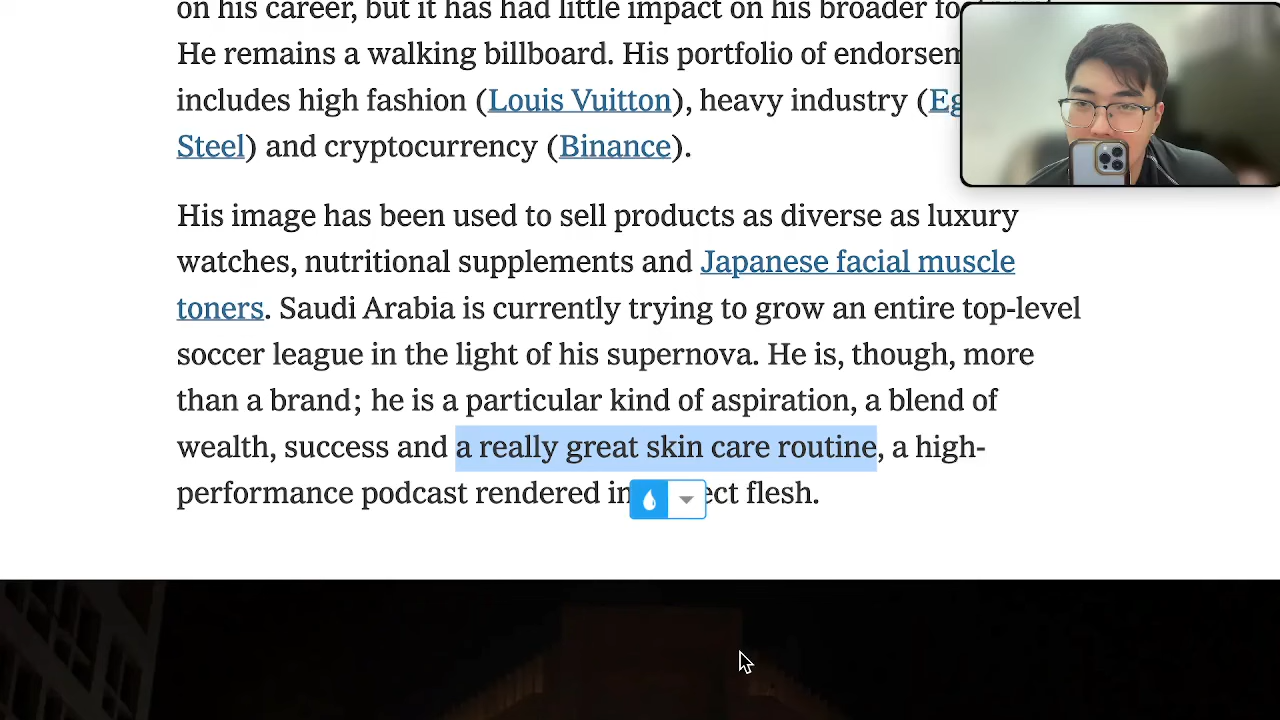 on his career, but it has had little impact on his broader
He remains a walking billboard. His portfolio of
includes high fashion (Louis Vuitton), heavy industry (
Steel) and cryptocurrency (Binance).
His image has been used to sell products as diverse as luxury
watches, nutritional supplements and Japanese facial muscle
toners. Saudi Arabia is currently trying to grow an entire top-level
soccer league in the light of his supernova. He is, though, more
than a brand; he is a particular kind of aspiration, a blend of
wealth, success and a really great skin care routine, a high-
performance podcast rendered in flesh.